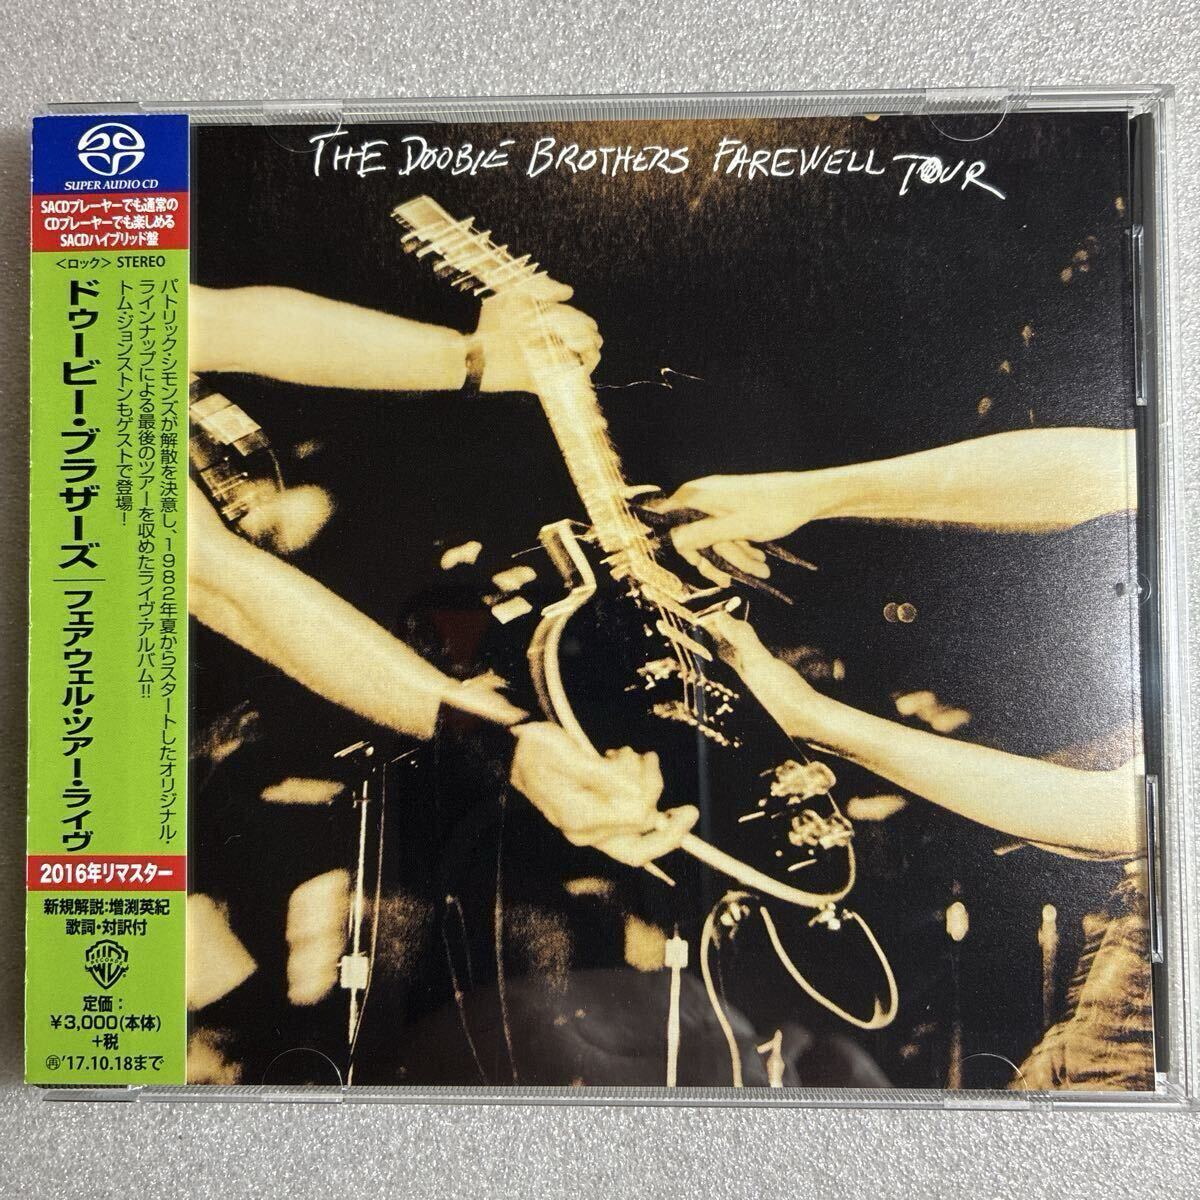 SUPER AUDIO CD
SACDプレーヤーでも通常の
CDプレーヤーでも楽しめる
SACDハイブリッド盤
<ロック> STEREO
パトリック・シモンズが解散を決意し、1982年夏からスタートしたオリジナル・
ラインナップによる最後のツアーを収めたライヴ・アルバム!!
トム・ジョンストンもゲストで登場!
ドゥービー・ブラザーズ|フェアウェル・ツアー・ライヴ
2016年リマスター
新規解説:増渕英紀
歌詞・対訳付
RECORDS
定価:
¥3,000(本体)
+税
㋞'17.10.18まで
THE DOOBIE BROTHERS FAREWELL TOUR